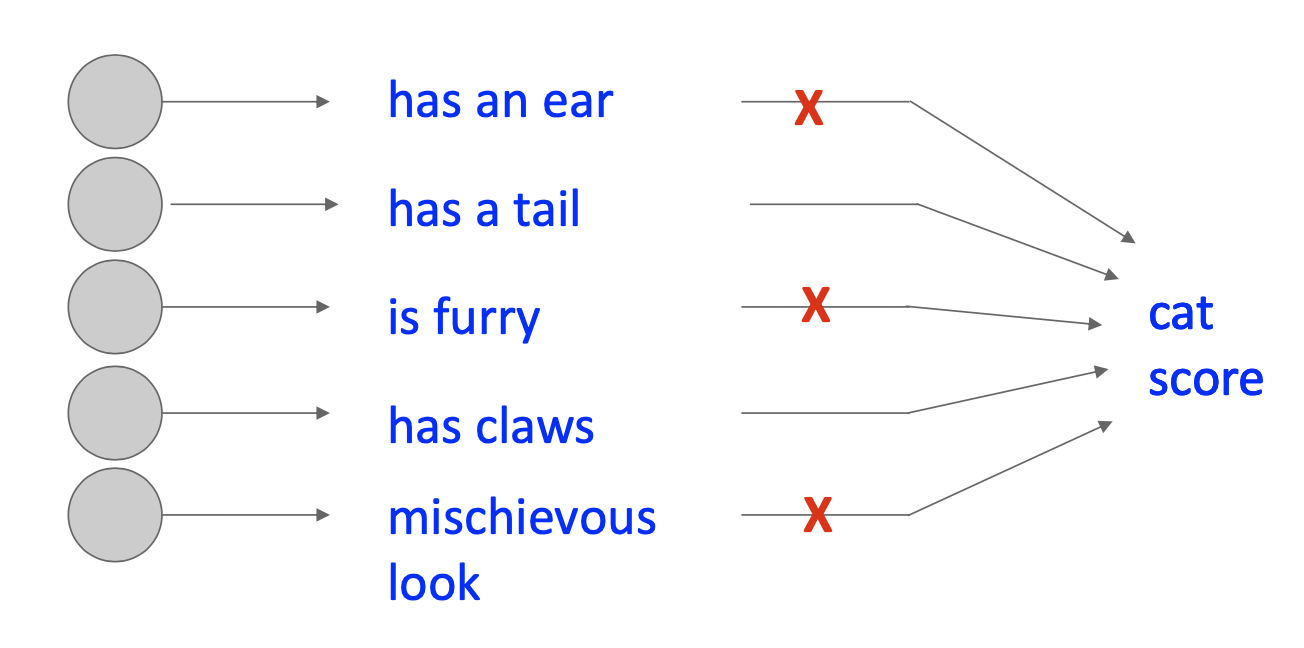 has an ear
X
has a tail
is furry
X
cat
score
has claws
mischievous
look
X